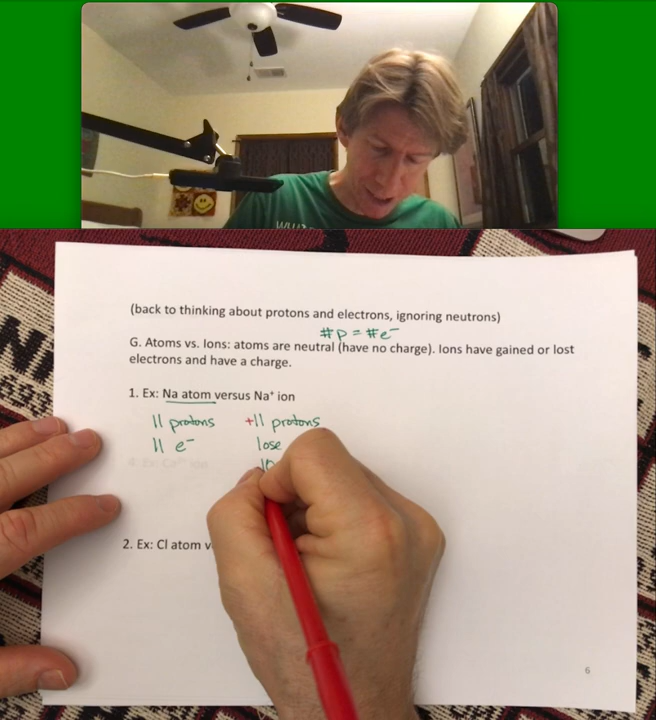 (back to thinking about protons and electrons, ignoring neutrons)
#p = #e⁻
G. Atoms vs. Ions: atoms are neutral (have no charge). Ions have gained or lost
electrons and have a charge.
1. Ex: Na atom versus Na⁺ ion
11 protons +11 protons
11 e⁻ lose
10
2. Ex: Cl atom v
6